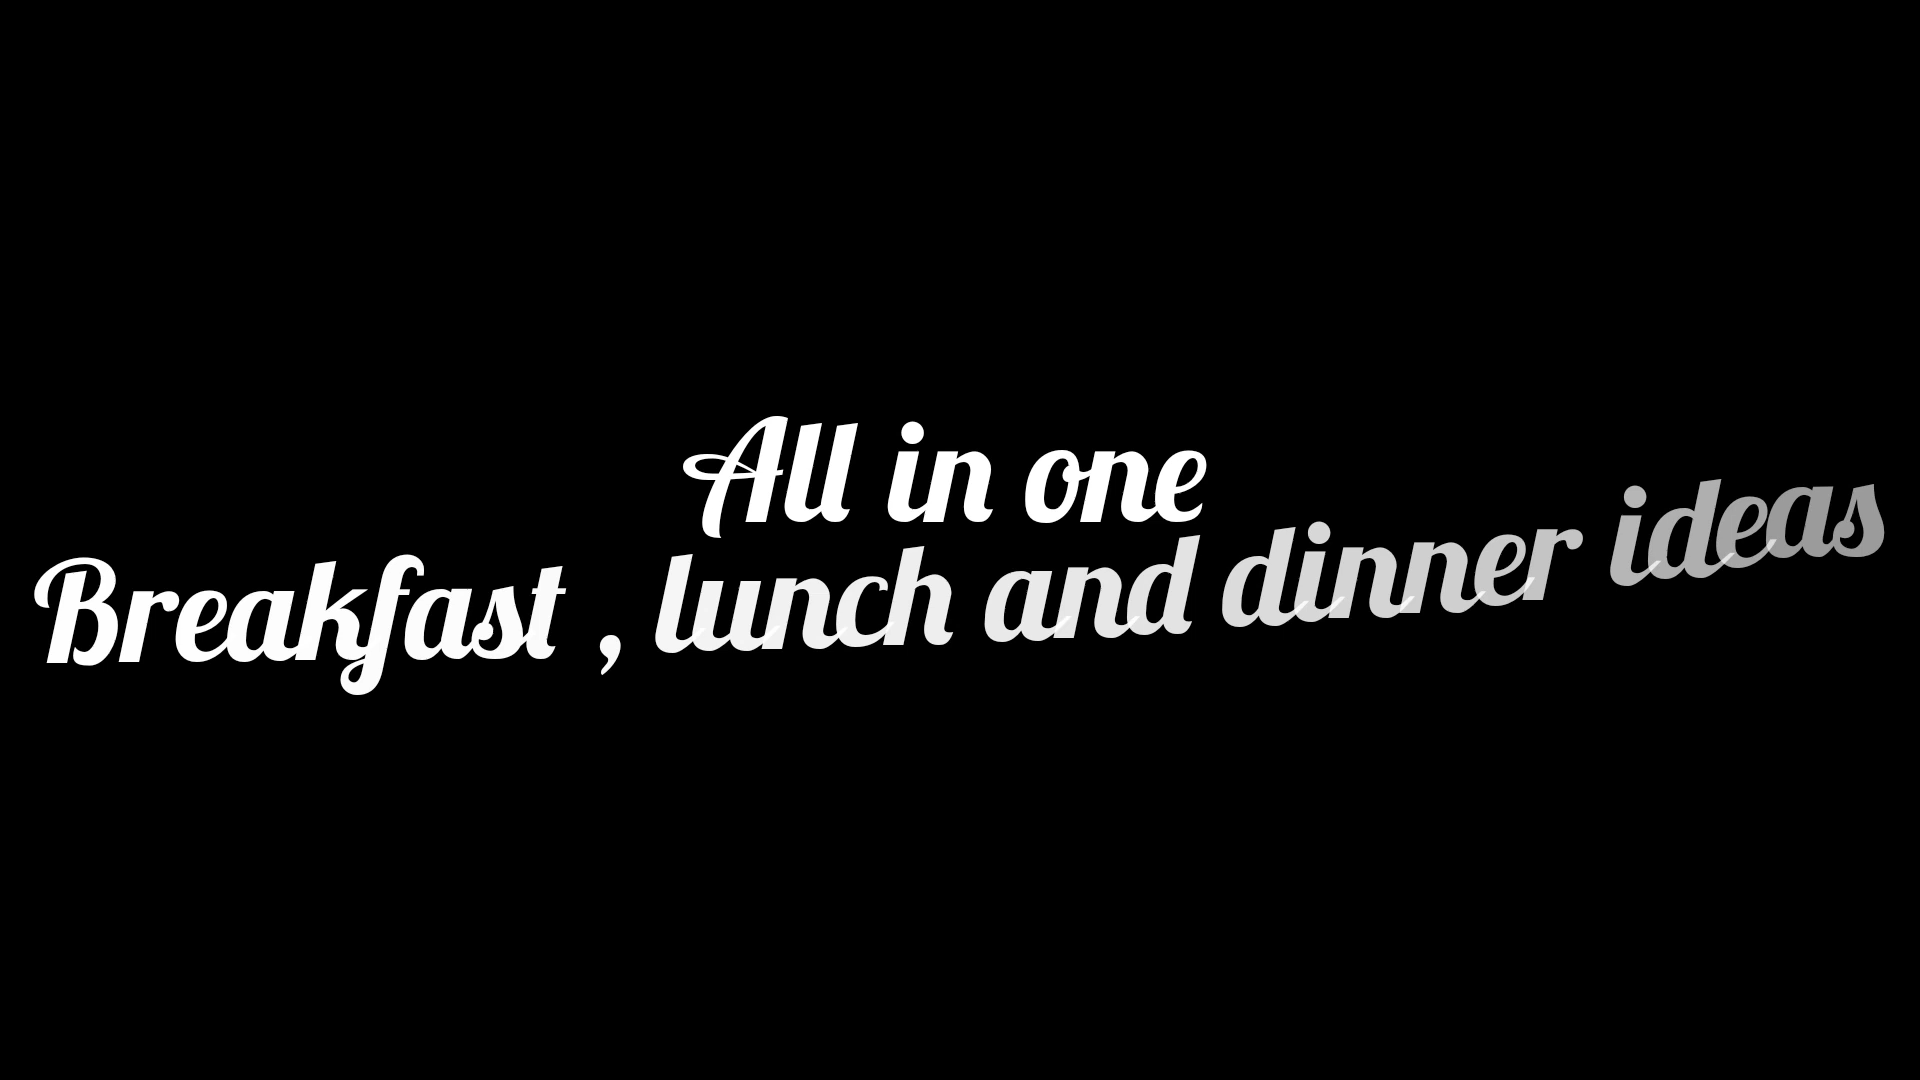 All in one
Breakfast , lunch and dinner ideas